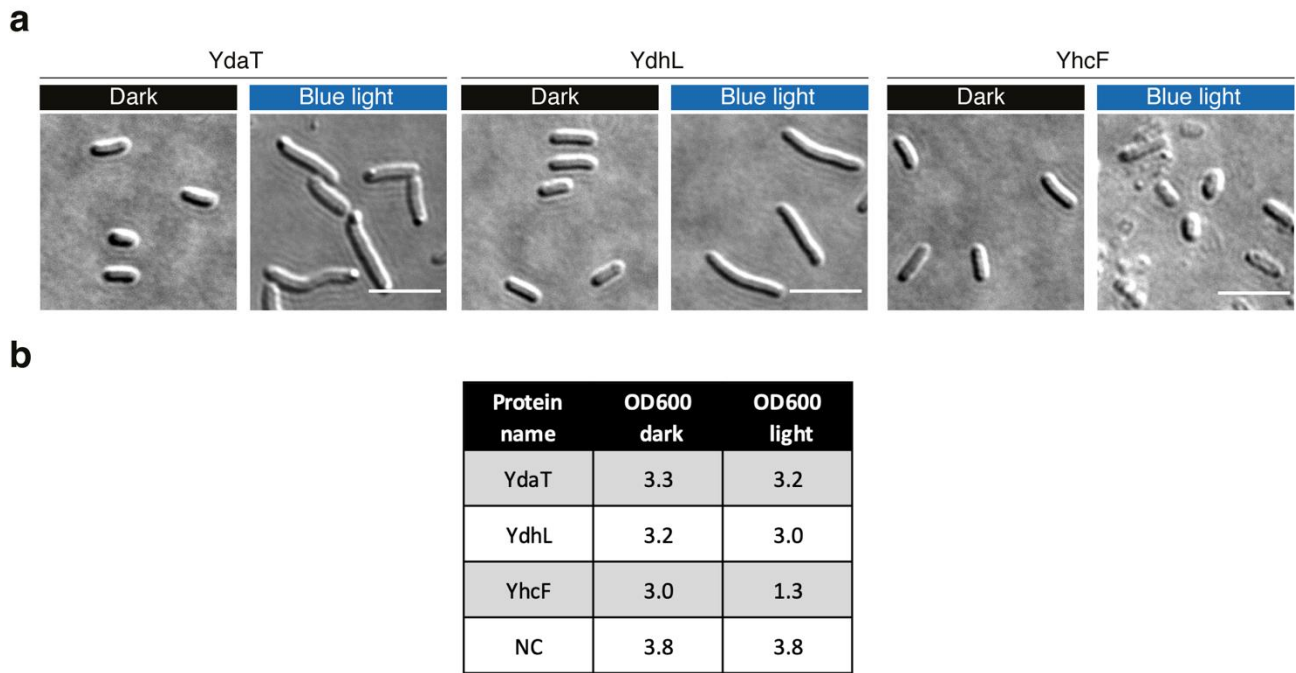 a
YdaT
YdhL
YhcF
Dark
Blue light
Dark
Blue light
Dark
Blue light
b
Protein name
OD600 dark
OD600 light
YdaT 3.3 3.2
YdhL 3.2 3.0
YhcF 3.0 1.3
NC 3.8 3.8